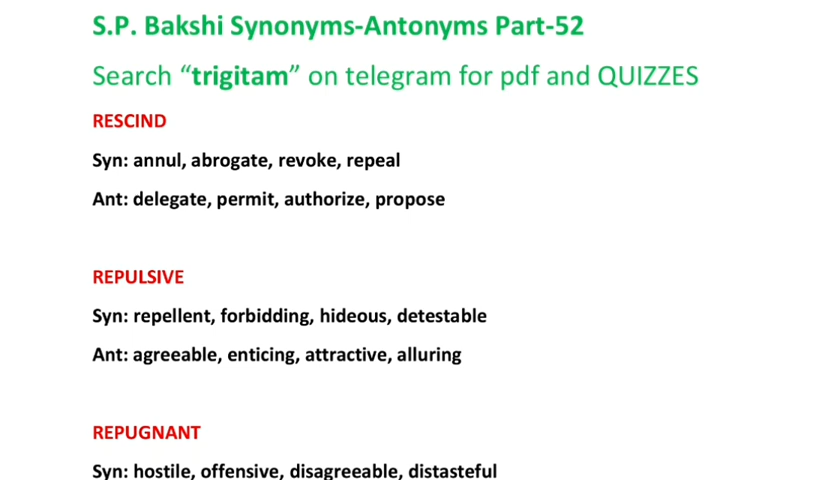 S.P. Bakshi Synonyms-Antonyms Part-52
Search “trigitam” on telegram for pdf and QUIZZES
RESCIND
Syn: annul, abrogate, revoke, repeal
Ant: delegate, permit, authorize, propose
REPULSIVE
Syn: repellent, forbidding, hideous, detestable
Ant: agreeable, enticing, attractive, alluring
REPUGNANT
Syn: hostile, offensive, disagreeable, distasteful